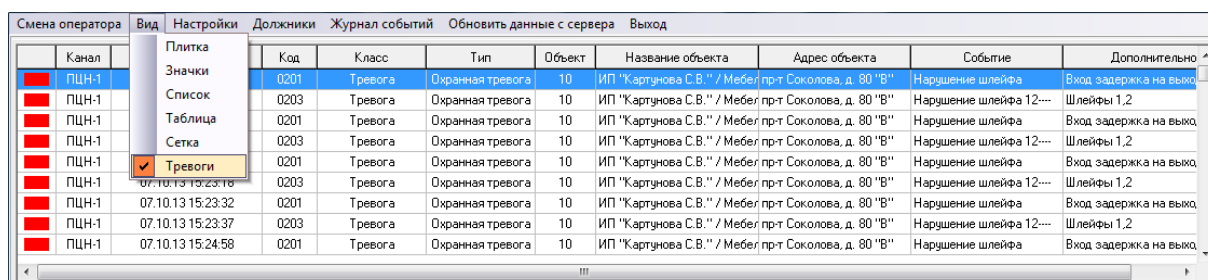 Смена оператора Вид Настройки Должники Журнал событий Обновить данные с сервера Выход
Плитка
Значки
Список
Таблица
Сетка
Тревоги
Канал Код Класс Тип Объект Название объекта Адрес объекта Событие Дополнительно
ПЦН-1 0201 Тревога Охранная тревога 10 ИП "Картунова С.В." / Мебел пр-т Соколова, д. 80 "В" Нарушение шлейфа Вход задержка на выхо
ПЦН-1 0203 Тревога Охранная тревога 10 ИП "Картунова С.В." / Мебел пр-т Соколова, д. 80 "В" Нарушение шлейфа 12---- Шлейфы 1,2
ПЦН-1 0201 Тревога Охранная тревога 10 ИП "Картунова С.В." / Мебел пр-т Соколова, д. 80 "В" Нарушение шлейфа Вход задержка на выхо
ПЦН-1 0203 Тревога Охранная тревога 10 ИП "Картунова С.В." / Мебел пр-т Соколова, д. 80 "В" Нарушение шлейфа 12---- Шлейфы 1,2
ПЦН-1 0201 Тревога Охранная тревога 10 ИП "Картунова С.В." / Мебел пр-т Соколова, д. 80 "В" Нарушение шлейфа Вход задержка на выхо
ПЦН-1 07.10.13 15:23:18 0203 Тревога Охранная тревога 10 ИП "Картунова С.В." / Мебел пр-т Соколова, д. 80 "В" Нарушение шлейфа 12---- Шлейфы 1,2
ПЦН-1 07.10.13 15:23:32 0201 Тревога Охранная тревога 10 ИП "Картунова С.В." / Мебел пр-т Соколова, д. 80 "В" Нарушение шлейфа Вход задержка на выхо
ПЦН-1 07.10.13 15:23:37 0203 Тревога Охранная тревога 10 ИП "Картунова С.В." / Мебел пр-т Соколова, д. 80 "В" Нарушение шлейфа 12---- Шлейфы 1,2
ПЦН-1 07.10.13 15:24:58 0201 Тревога Охранная тревога 10 ИП "Картунова С.В." / Мебел пр-т Соколова, д. 80 "В" Нарушение шлейфа Вход задержка на выхо